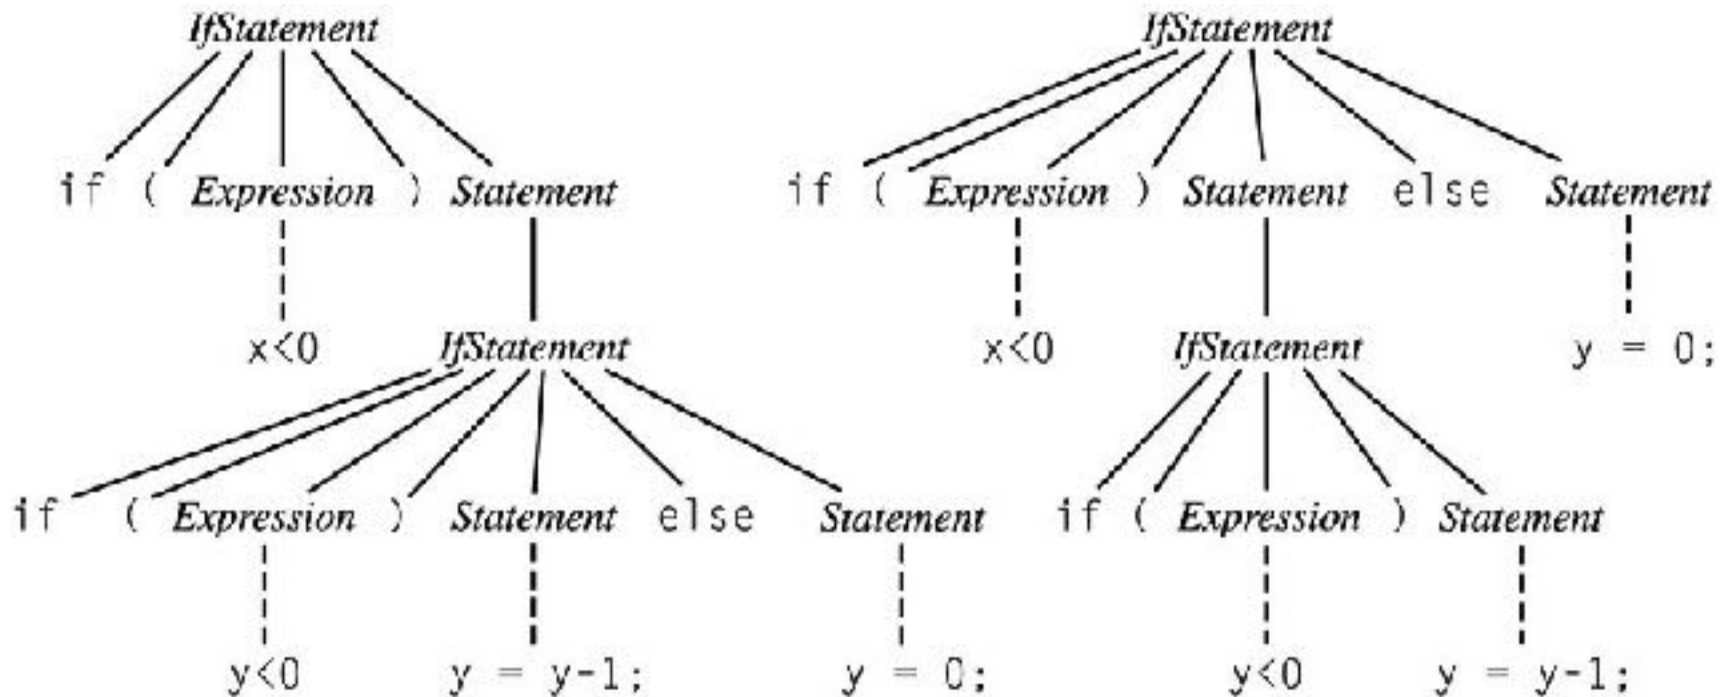 IfStatement IfStatement
if ( Expression ) Statement if ( Expression ) Statement else Statement
x<0 IfStatement x<0 IfStatement y = 0;
if ( Expression ) Statement else Statement if ( Expression ) Statement
y<0 y = y-1; y = 0; y<0 y = y-1;